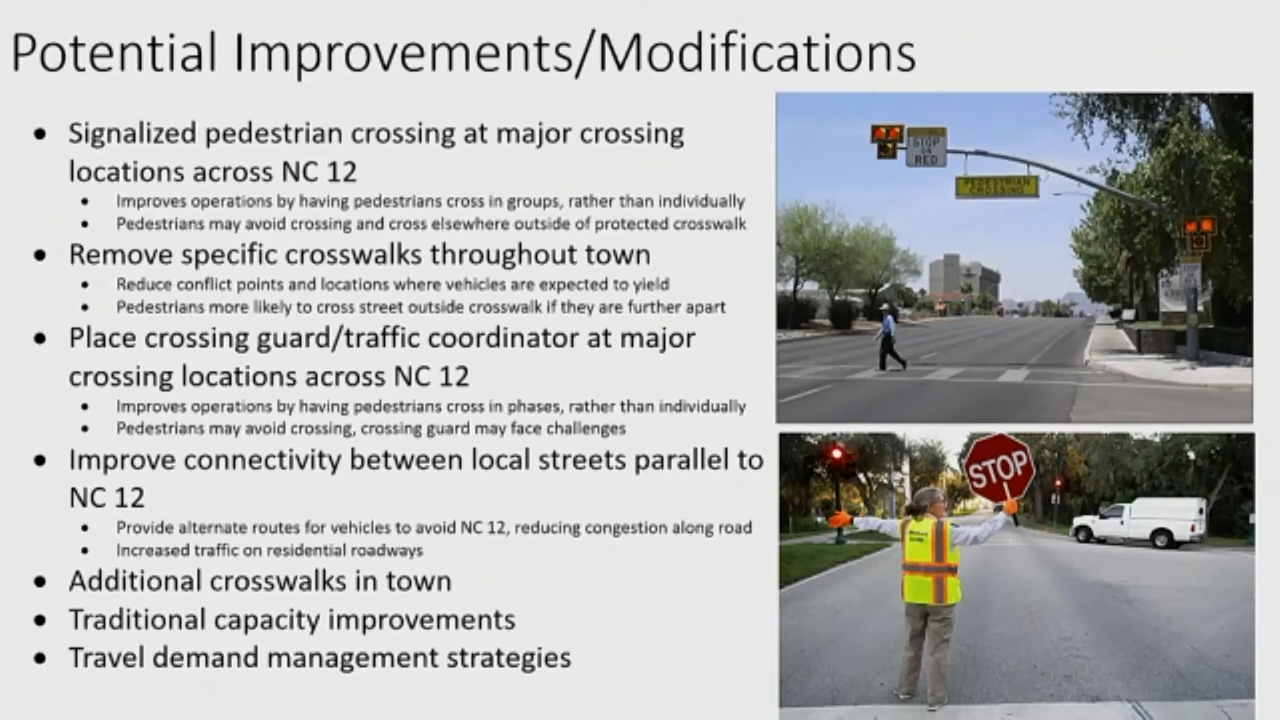 Potential Improvements/Modifications
• Signalized pedestrian crossing at major crossing
locations across NC 12
• Improves operations by having pedestrians cross in groups, rather than individually
• Pedestrians may avoid crossing and cross elsewhere outside of protected crosswalk
• Remove specific crosswalks throughout town
• Reduce conflict points and locations where vehicles are expected to yield
• Pedestrians more likely to cross street outside crosswalk if they are further apart
• Place crossing guard/traffic coordinator at major
crossing locations across NC 12
• Improves operations by having pedestrians cross in phases, rather than individually
• Pedestrians may avoid crossing, crossing guard may face challenges
• Improve connectivity between local streets parallel to
NC 12
• Provide alternate routes for vehicles to avoid NC 12, reducing congestion along road
• Increased traffic on residential roadways
• Additional crosswalks in town
• Traditional capacity improvements
• Travel demand management strategies
STOP
ON
RED
PEDESTRIAN
CROSSING
STOP